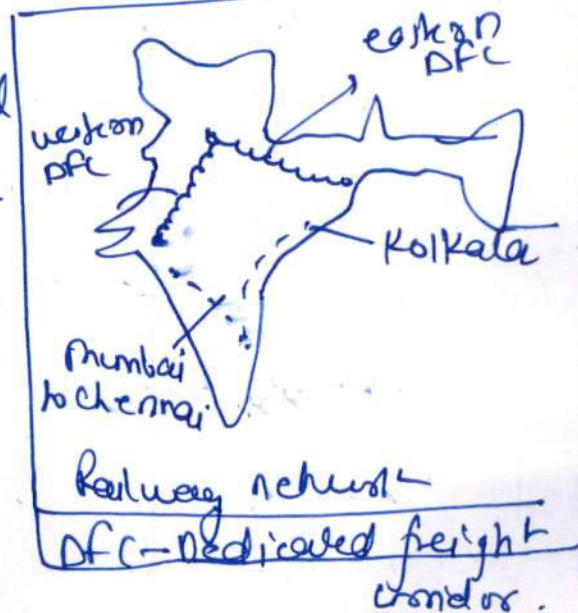 eastern
DFC
western
DFC
Kolkata
mumbai
to chennai
Railway network
DFC - Dedicated freight
corridor.